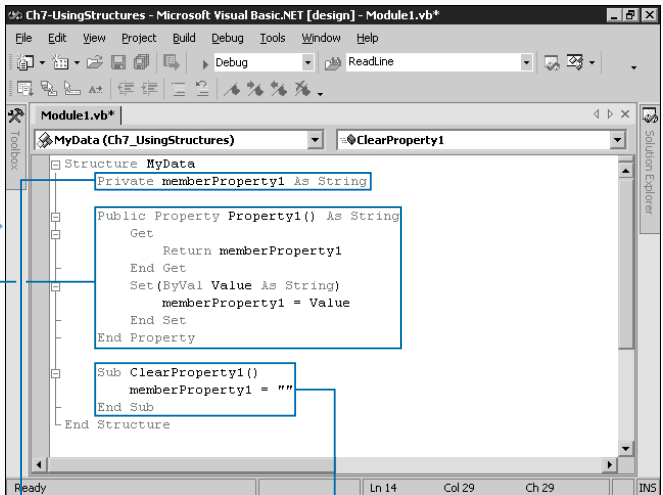 Ch7-UsingStructures - Microsoft Visual Basic.NET [design] - Module1.vb*
File Edit View Project Build Debug Tools Window Help
Debug ReadLine
Module1.vb*
Toolbox
Solution Explorer
MyData (Ch7_UsingStructures) ClearProperty1
Structure MyData
Private memberProperty1 As String
Public Property Property1() As String
Get
Return memberProperty1
End Get
Set(ByVal Value As String)
memberProperty1 = Value
End Set
End Property
Sub ClearProperty1()
memberProperty1 = ""
End Sub
End Structure
Ready Ln 14 Col 29 Ch 29 INS